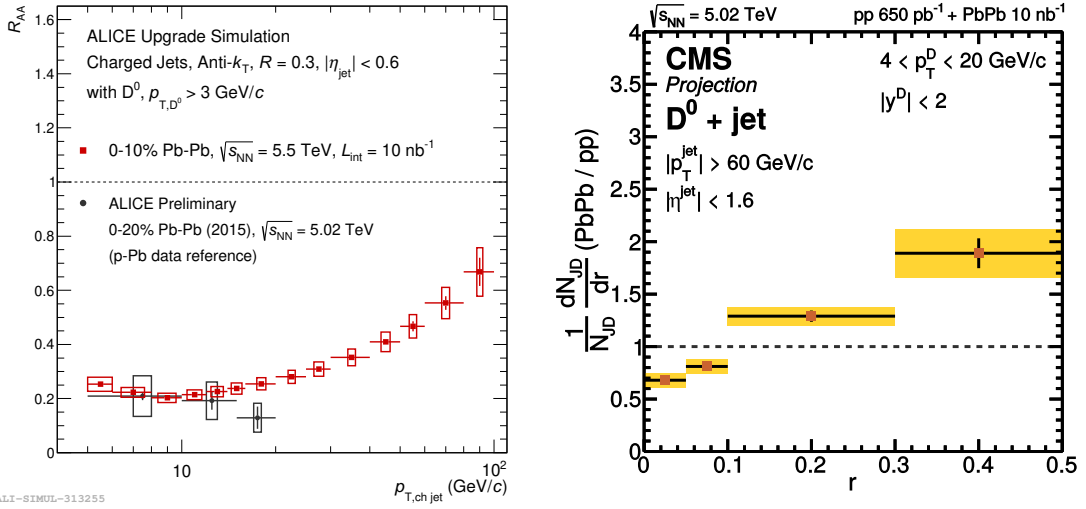 R_AA
1.6
1.4
1.2
1
0.8
0.6
0.4
0.2
0
ALICE Upgrade Simulation
Charged Jets, Anti-k_T, R = 0.3, |η_jet| < 0.6
with D⁰, p_T,D⁰ > 3 GeV/c
0-10% Pb-Pb, √s_NN = 5.5 TeV, L_int = 10 nb⁻¹
ALICE Preliminary
0-20% Pb-Pb (2015), √s_NN = 5.02 TeV
(p-Pb data reference)
10
10²
p_T,ch jet (GeV/c)
ALI-SIMUL-313255
√s_NN = 5.02 TeV
pp 650 pb⁻¹ + PbPb 10 nb⁻¹
CMS
Projection
D⁰ + jet
|p_T^jet| > 60 GeV/c
|η^jet| < 1.6
4 < p_T^D < 20 GeV/c
|y^D| < 2
1/N_JD dN_JD/dr (PbPb / pp)
4
3.5
3
2.5
2
1.5
1
0.5
0
0 0.1 0.2 0.3 0.4 0.5
r